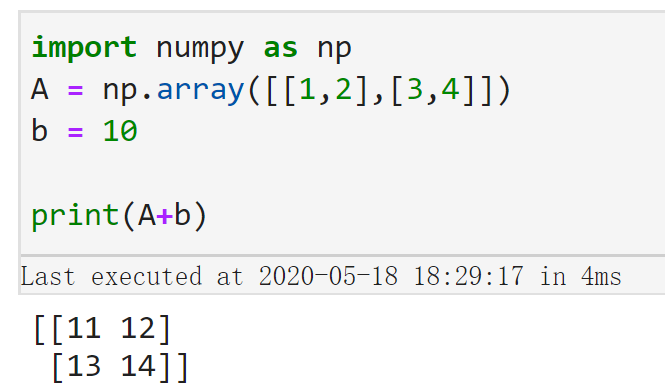 import numpy as np
A = np.array([[1,2],[3,4]])
b = 10
print(A+b)
Last executed at 2020-05-18 18:29:17 in 4ms
[[11 12]
[13 14]]